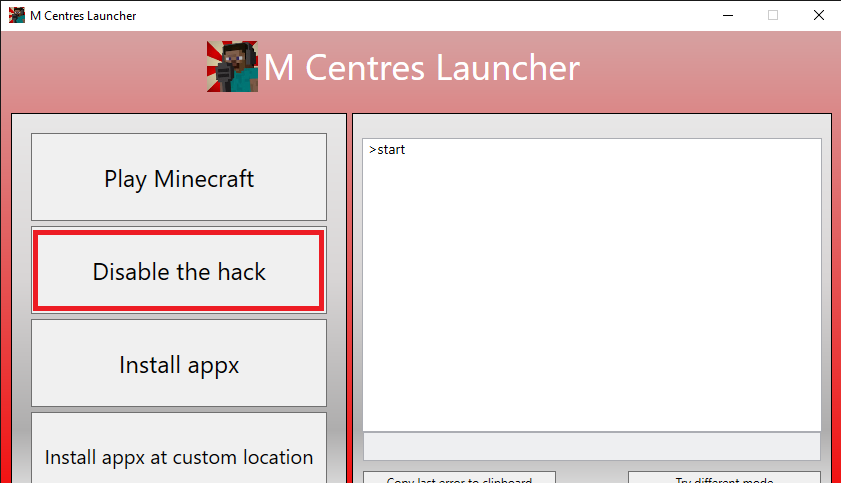 M Centres Launcher
M Centres Launcher
Play Minecraft
Disable the hack
Install appx
Install appx at custom location
>start
Copy last error to clipboard
Try different mode